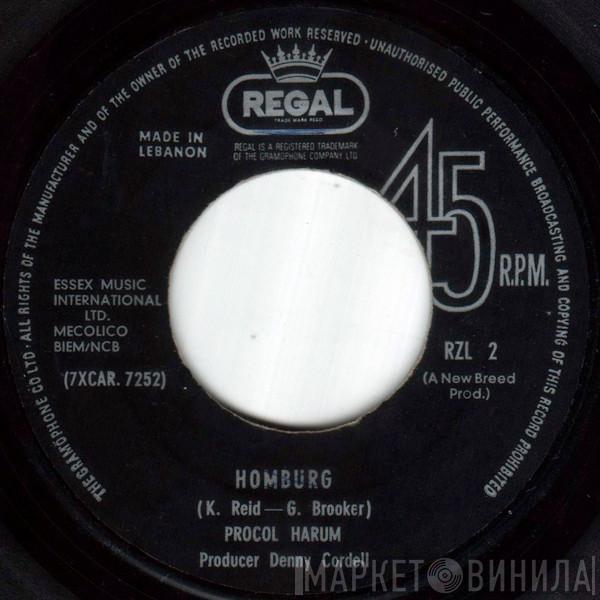 THE GRAMOPHONE CO LTD · ALL RIGHTS OF THE MANUFACTURER AND OF THE OWNER OF THE RECORDED WORK RESERVED · UNAUTHORISED PUBLIC PERFORMANCE BROADCASTING AND COPYING OF THIS RECORD PROHIBITED
REGAL
TRADE MARK REGD
MADE IN
LEBANON
REGAL IS A REGISTERED TRADEMARK
OF THE GRAMOPHONE COMPANY LTD
45
R.P.M.
ESSEX MUSIC
INTERNATIONAL
LTD.
MECOLICO
BIEM/NCB
(7XCAR. 7252)
RZL 2
(A New Breed
Prod.)
HOMBURG
(K. Reid — G. Brooker)
PROCOL HARUM
Producer Denny Cordell
МАРКЕТ ВИНИЛА